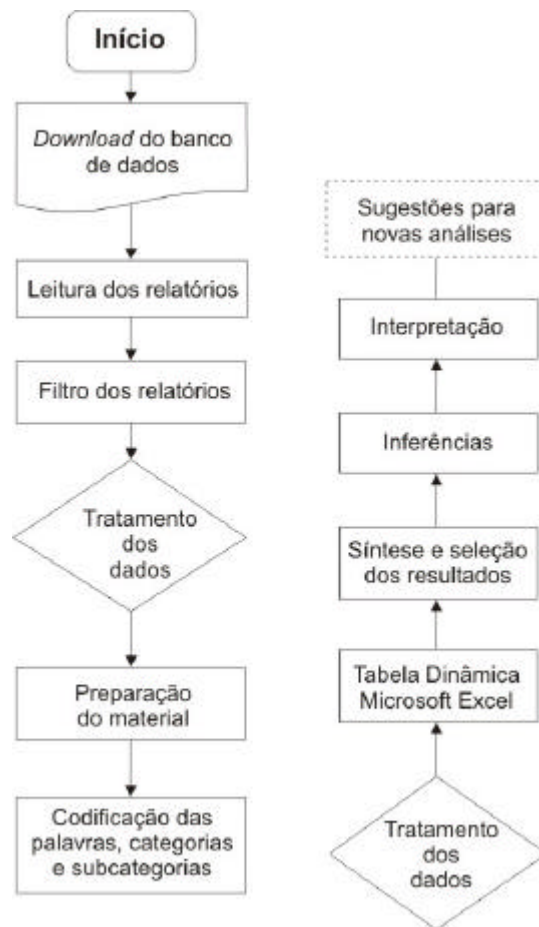 Início
Download do banco
de dados
Leitura dos relatórios
Filtro dos relatórios
Tratamento
dos
dados
Preparação
do material
Codificação das
palavras, categorias
e subcategorias
Sugestões para
novas análises
Interpretação
Inferências
Síntese e seleção
dos resultados
Tabela Dinâmica
Microsoft Excel
Tratamento
dos
dados